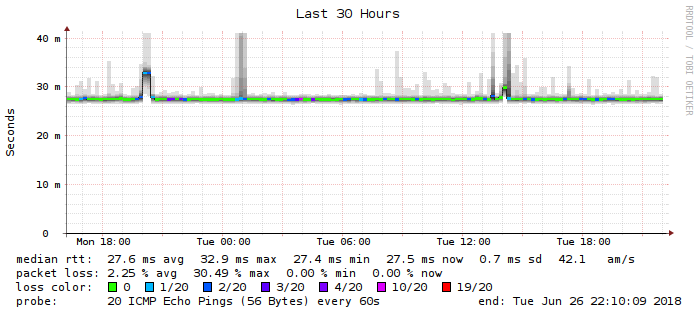 Last 30 Hours
RRDTOOL / TOBI OETIKER
Seconds
40 m
30 m
20 m
10 m
0
Mon 18:00 Tue 00:00 Tue 06:00 Tue 12:00 Tue 18:00
median rtt: 27.6 ms avg 32.9 ms max 27.4 ms min 27.5 ms now 0.7 ms sd 42.1 am/s
packet loss: 2.25 % avg 30.49 % max 0.00 % min 0.00 % now
loss color: 0 1/20 2/20 3/20 4/20 10/20 19/20
probe: 20 ICMP Echo Pings (56 Bytes) every 60s end: Tue Jun 26 22:10:09 2018